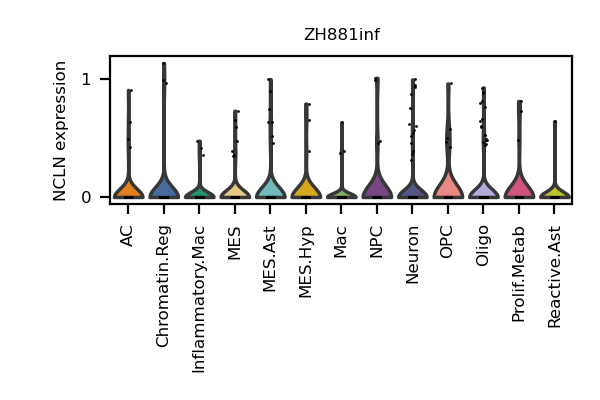 ZH881inf
NCLN expression
1
0
AC
Chromatin.Reg
Inflammatory.Mac
MES
MES.Ast
MES.Hyp
Mac
NPC
Neuron
OPC
Oligo
Prolif.Metab
Reactive.Ast